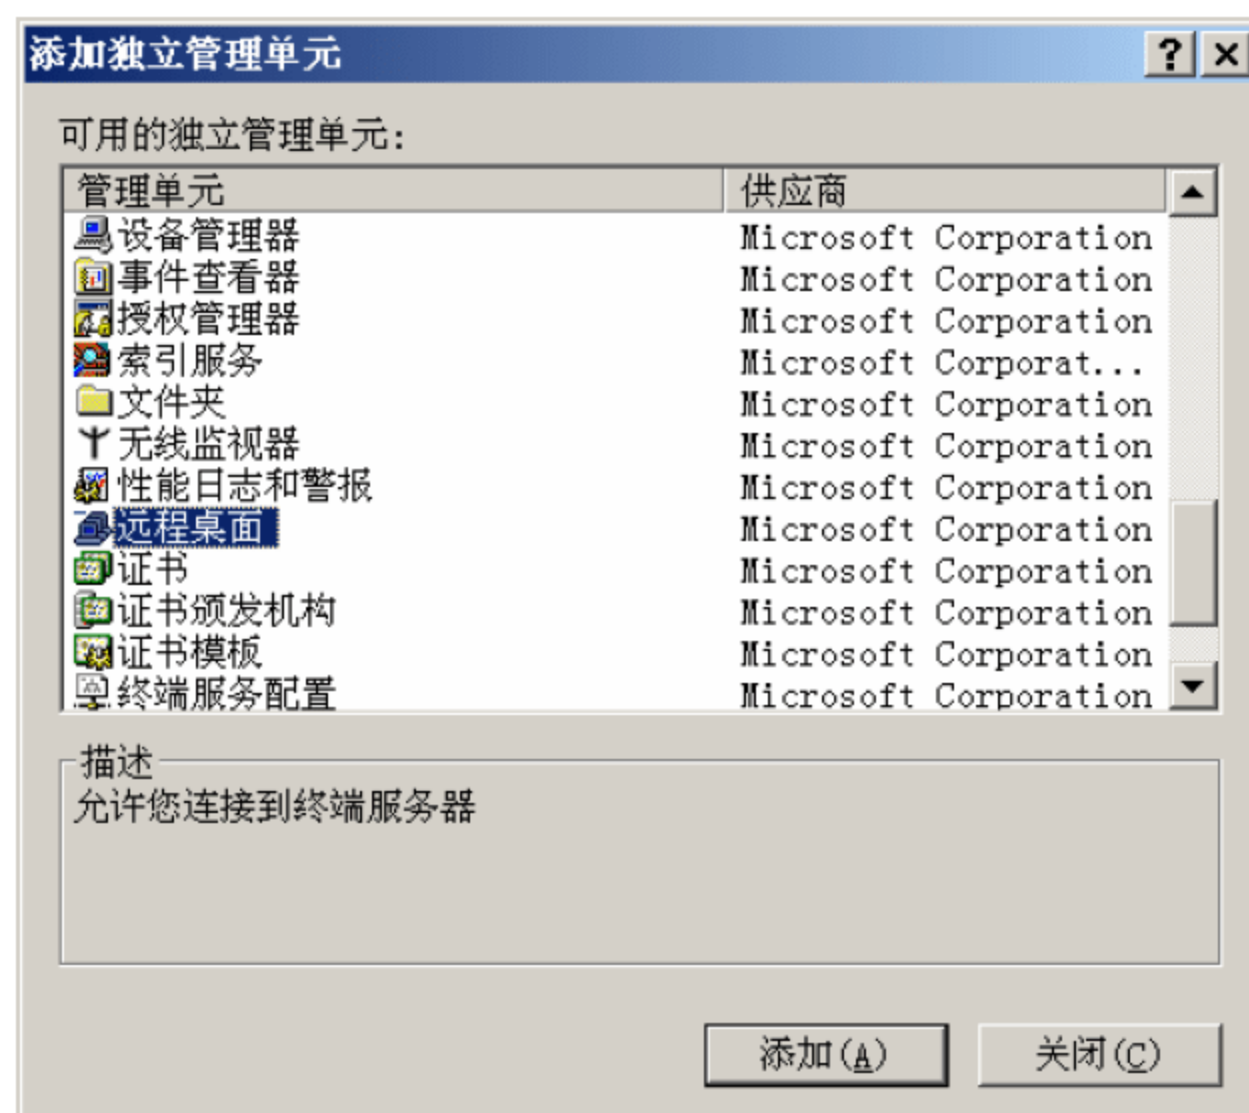 添加独立管理单元
可用的独立管理单元:
管理单元 供应商
设备管理器 Microsoft Corporation
事件查看器 Microsoft Corporation
授权管理器 Microsoft Corporation
索引服务 Microsoft Corporat...
文件夹 Microsoft Corporation
无线监视器 Microsoft Corporation
性能日志和警报 Microsoft Corporation
远程桌面 Microsoft Corporation
证书 Microsoft Corporation
证书颁发机构 Microsoft Corporation
证书模板 Microsoft Corporation
终端服务配置 Microsoft Corporation
描述
允许您连接到终端服务器
添加(A) 关闭(C)